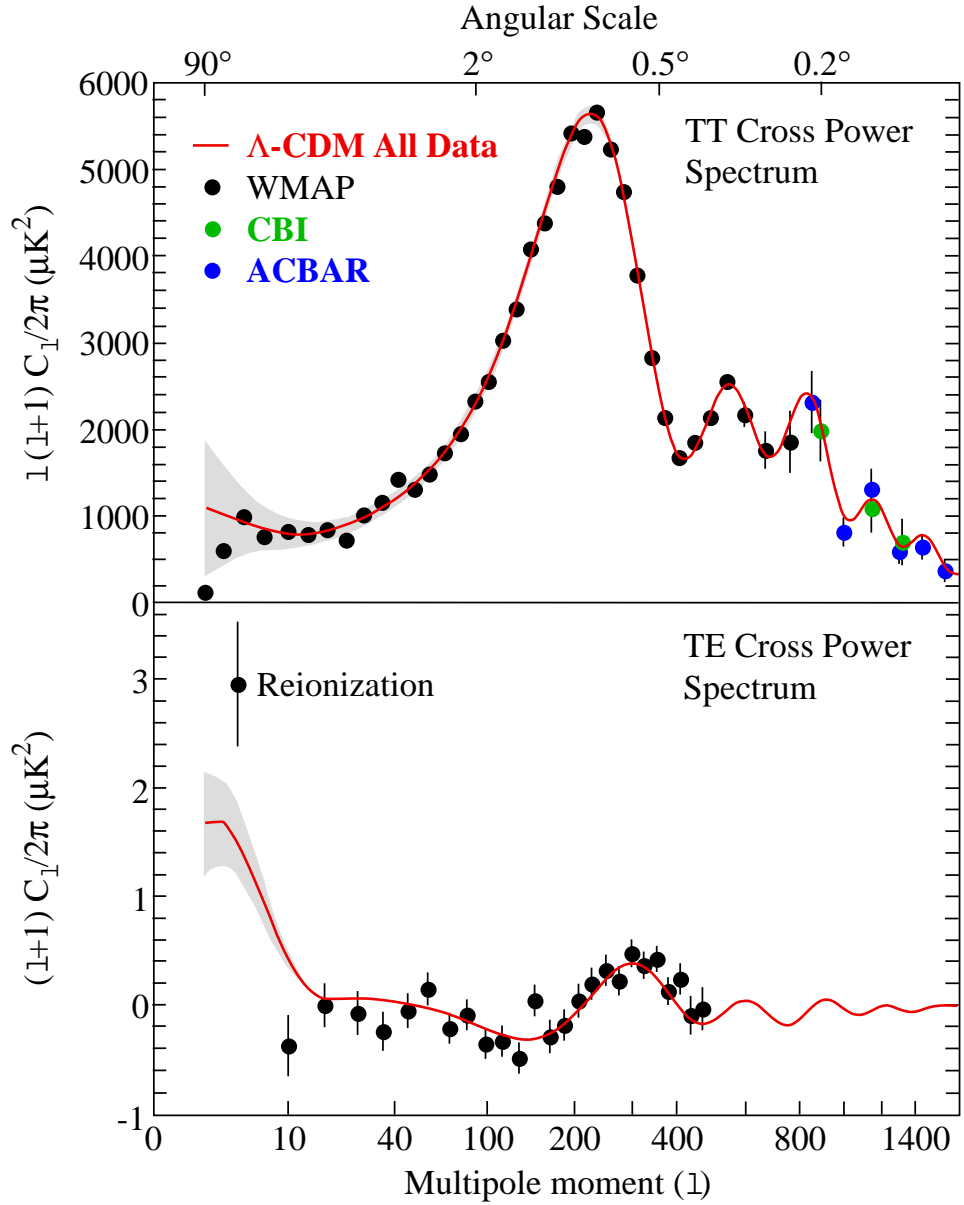 Angular Scale
90° 2° 0.5° 0.2°
6000
5000
4000
3000
2000
1000
0
l(l+1) C_l/2π (μK²)
Λ-CDM All Data
WMAP
CBI
ACBAR
TT Cross Power
Spectrum
3
2
1
0
-1
(l+1) C_l/2π (μK²)
Reionization
TE Cross Power
Spectrum
0 10 40 100 200 400 800 1400
Multipole moment (l)